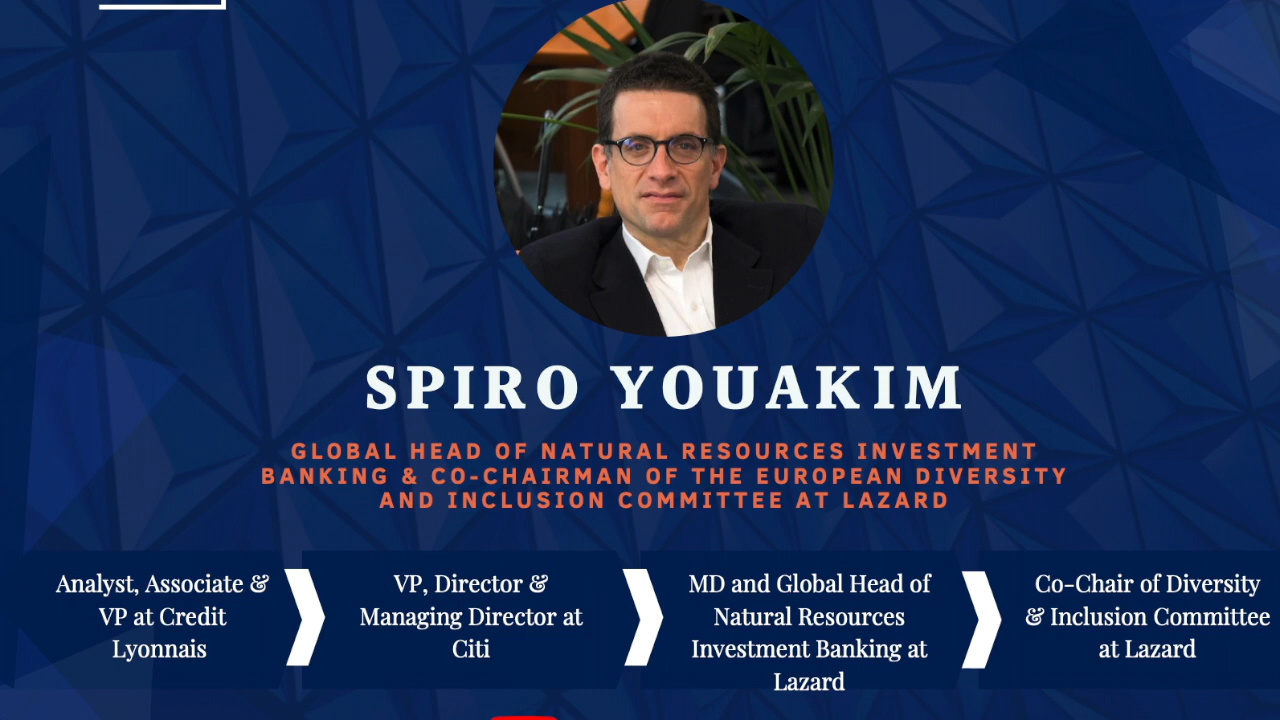 SPIRO YOUAKIM
GLOBAL HEAD OF NATURAL RESOURCES INVESTMENT
BANKING & CO-CHAIRMAN OF THE EUROPEAN DIVERSITY
AND INCLUSION COMMITTEE AT LAZARD
Analyst, Associate &
VP at Credit
Lyonnais
VP, Director &
Managing Director at
Citi
MD and Global Head of
Natural Resources
Investment Banking at
Lazard
Co-Chair of Diversity
& Inclusion Committee
at Lazard